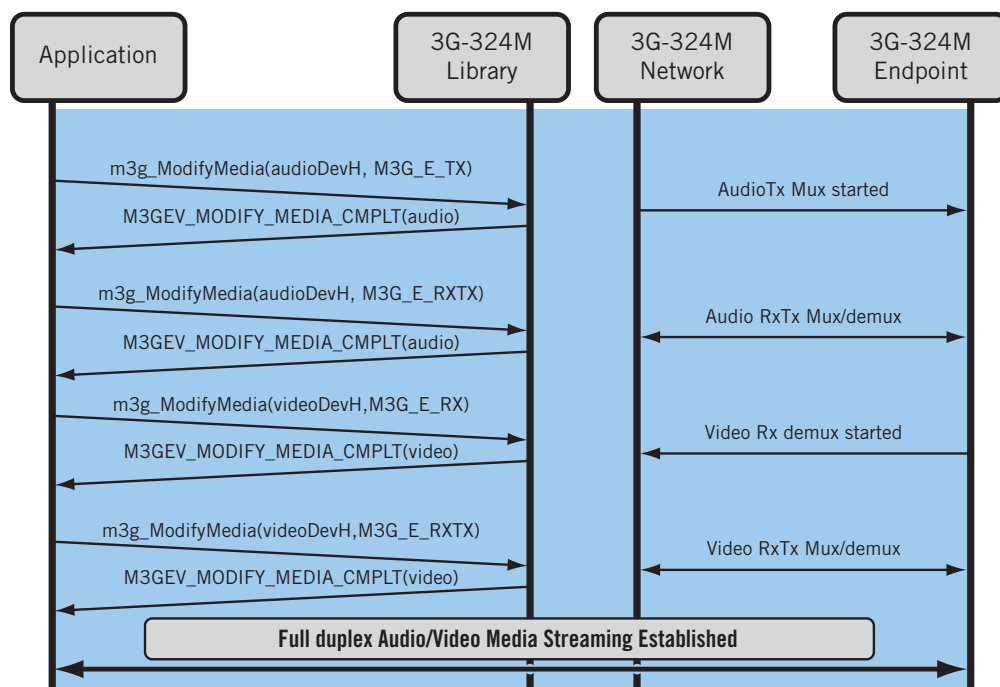 Application
3G-324M
Library
3G-324M
Network
3G-324M
Endpoint
m3g_ModifyMedia(audioDevH, M3G_E_TX)
AudioTx Mux started
M3GEV_MODIFY_MEDIA_CMPLT(audio)
m3g_ModifyMedia(audioDevH, M3G_E_RXTX)
Audio RxTx Mux/demux
M3GEV_MODIFY_MEDIA_CMPLT(audio)
m3g_ModifyMedia(videoDevH,M3G_E_RX)
Video Rx demux started
M3GEV_MODIFY_MEDIA_CMPLT(video)
m3g_ModifyMedia(videoDevH,M3G_E_RXTX)
Video RxTx Mux/demux
M3GEV_MODIFY_MEDIA_CMPLT(video)
Full duplex Audio/Video Media Streaming Established